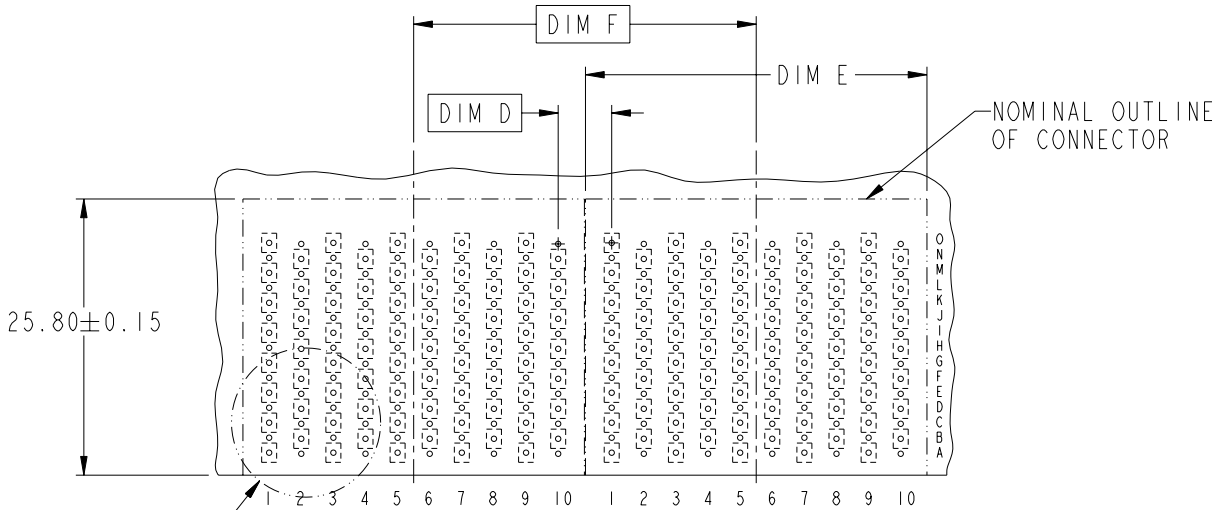 DIM F
DIM E
DIM D
NOMINAL OUTLINE
OF CONNECTOR
25.80±0.15
O
N
M
L
K
J
I
H
G
F
E
D
C
B
A
1 2 3 4 5 6 7 8 9 10 1 2 3 4 5 6 7 8 9 10